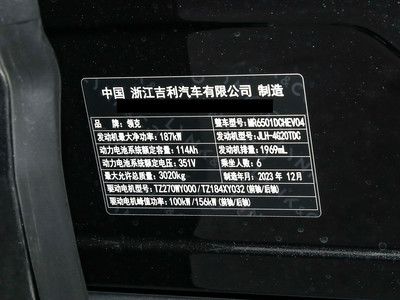 中国 浙江吉利汽车有限公司 制造
品牌：领克 整车型号：MR6501DCHEV04
发动机最大净功率：187kW 发动机型号：JLH-4G20TDC
动力电池系统额定容量：114Ah 发动机排量：1969mL
动力电池系统额定电压：351V 乘坐人数：6
最大允许总质量：3020kg 制造年月：2023 年 12月
驱动电机型号：TZ270WY000/TZ184XY032（前轴/后轴）
驱动电机峰值功率：100kW/156kW（前轴/后轴）